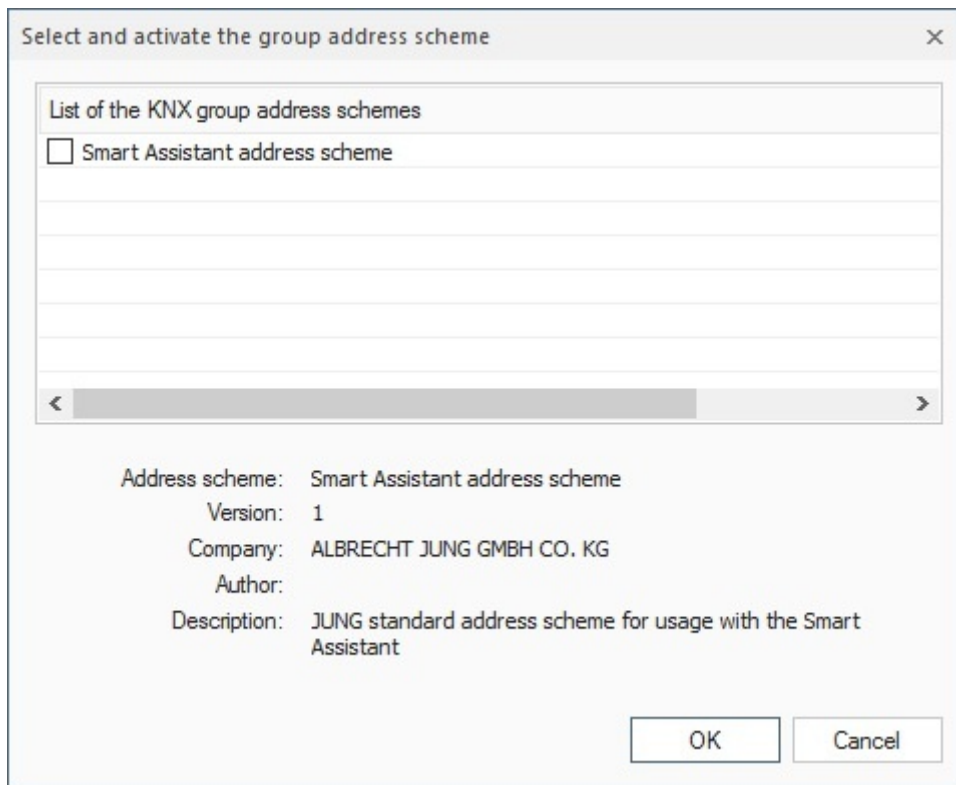 Select and activate the group address scheme
List of the KNX group address schemes
Smart Assistant address scheme
Address scheme: Smart Assistant address scheme
Version: 1
Company: ALBRECHT JUNG GMBH CO. KG
Author:
Description: JUNG standard address scheme for usage with the Smart
Assistant
OK Cancel